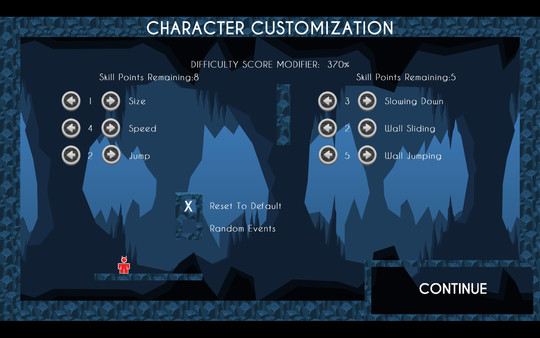 CHARACTER CUSTOMIZATION
DIFFICULTY SCORE MODIFIER: 370%
Skill Points Remaining:8
Skill Points Remaining:5
1 Size
3 Slowing Down
4 Speed
2 Wall Sliding
2 Jump
5 Wall Jumping
X Reset To Default
Random Events
CONTINUE